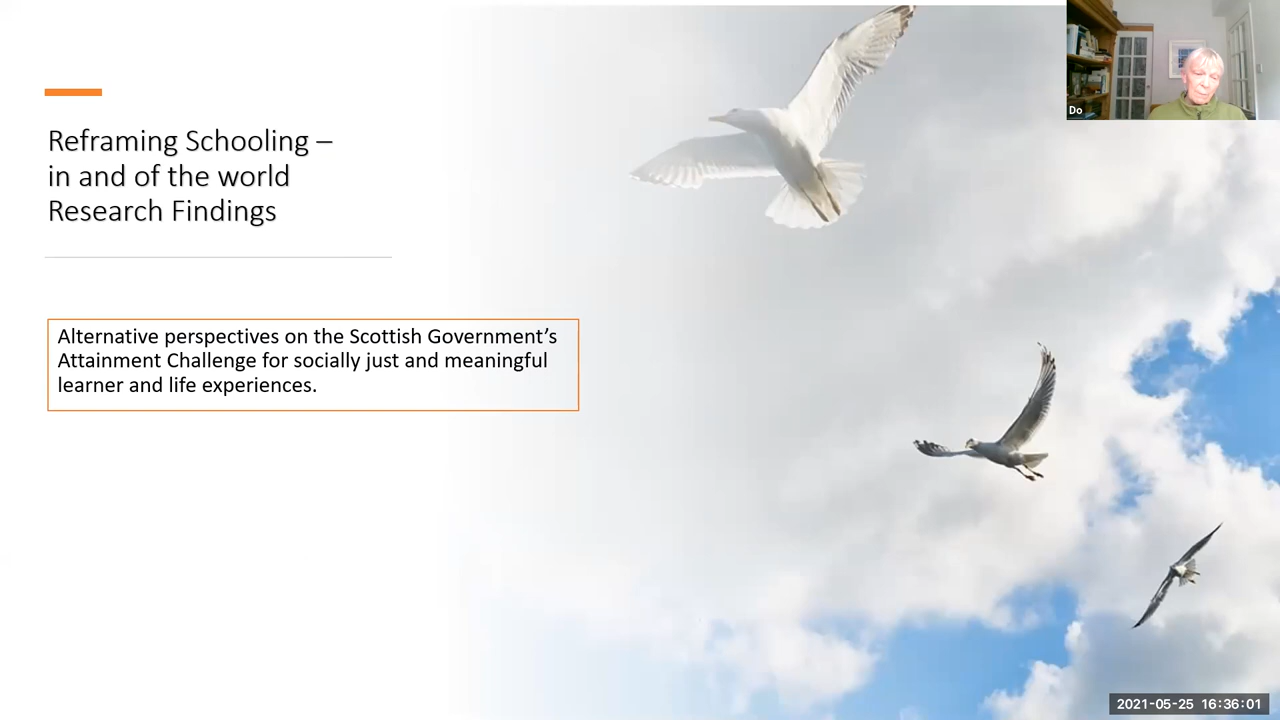 Reframing Schooling –
in and of the world
Research Findings
Alternative perspectives on the Scottish Government’s
Attainment Challenge for socially just and meaningful
learner and life experiences.
Do
2021-05-25 16:36:01